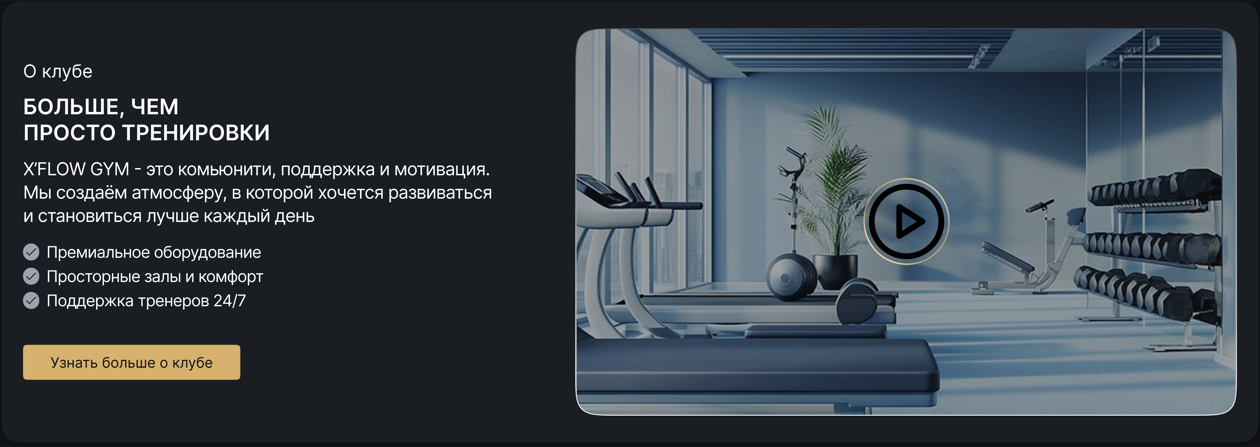 О клубе
БОЛЬШЕ, ЧЕМ
ПРОСТО ТРЕНИРОВКИ
X'FLOW GYM - это комьюнити, поддержка и мотивация.
Мы создаём атмосферу, в которой хочется развиваться
и становиться лучше каждый день
Премиальное оборудование
Просторные залы и комфорт
Поддержка тренеров 24/7
Узнать больше о клубе